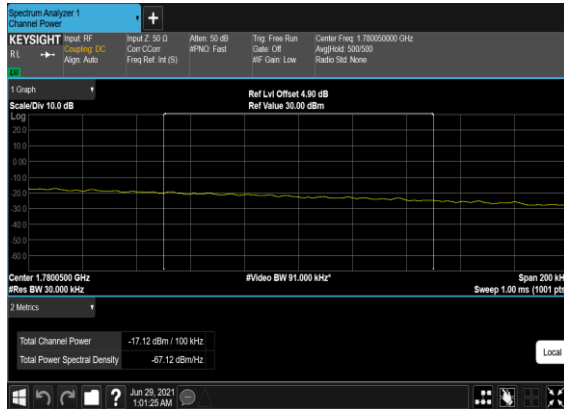 Spectrum Analyzer 1
Channel Power
+
KEYSIGHT
Input: RF
Input Z: 50 Ω
Atten: 50 dB
Trig: Free Run
Center Freq: 1.780050000 GHz
RL
Coupling: DC
Corr CCorr
#PNO: Fast
Gate: Off
Avg|Hold: 500/500
Align: Auto
Freq Ref: Int (S)
#IF Gain: Low
Radio Std: None
LXI
1 Graph
Ref Lvl Offset 4.90 dB
Scale/Div 10.0 dB
Ref Value 30.00 dBm
Log
20.0
10.0
0.00
-10.0
-20.0
-30.0
-40.0
-50.0
-60.0
Center 1.7800500 GHz
#Video BW 91.000 kHz*
Span 200 kH
#Res BW 30.000 kHz
Sweep 1.00 ms (1001 pts
2 Metrics
Total Channel Power
-17.12 dBm / 100 kHz
Total Power Spectral Density
-67.12 dBm/Hz
Local
?
Jun 29, 2021
1:01:25 AM